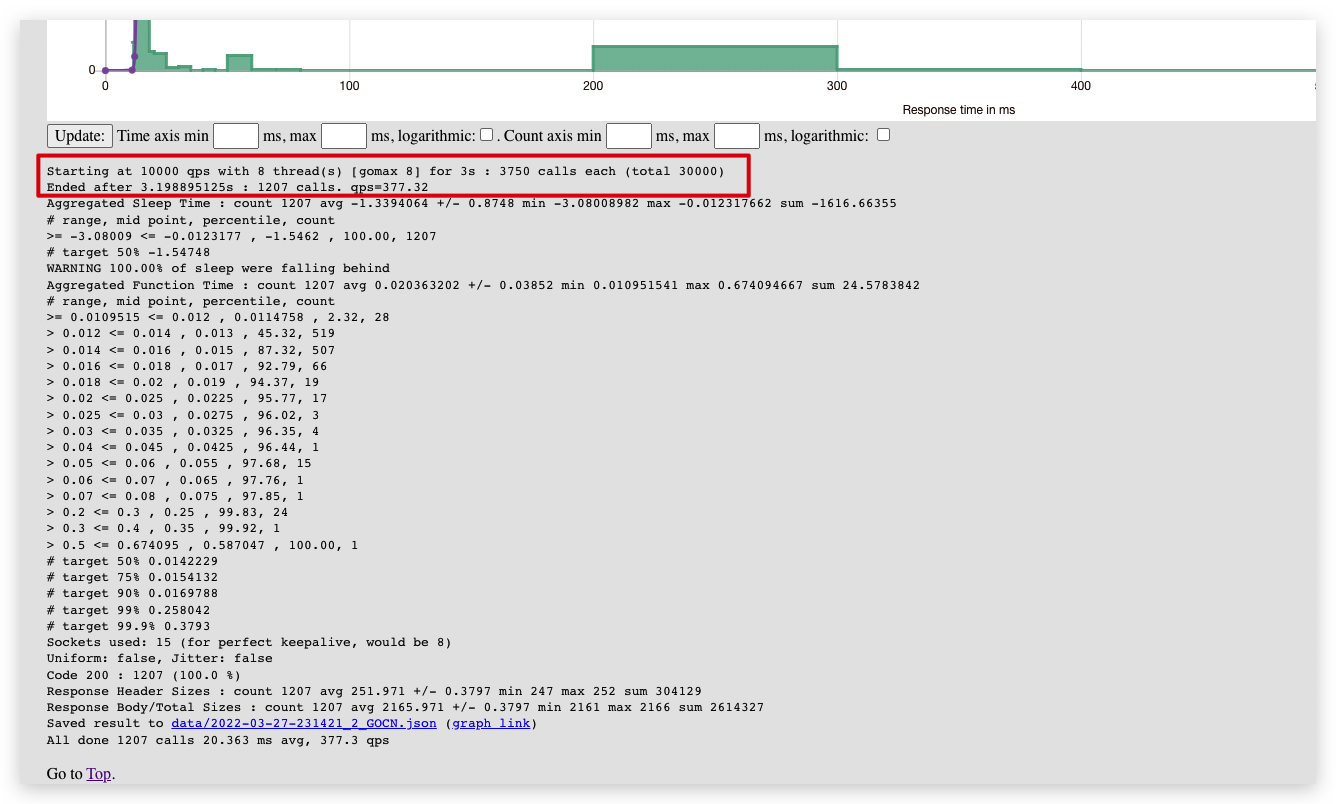 0
0 100 200 300 400
Response time in ms
Update: Time axis min ms, max ms, logarithmic: . Count axis min ms, max ms, logarithmic:
Starting at 10000 qps with 8 thread(s) [gomax 8] for 3s : 3750 calls each (total 30000)
Ended after 3.198895125s : 1207 calls. qps=377.32
Aggregated Sleep Time : count 1207 avg -1.3394064 +/- 0.8748 min -3.08008982 max -0.012317662 sum -1616.66355
# range, mid point, percentile, count
>= -3.08009 <= -0.0123177 , -1.5462 , 100.00, 1207
# target 50% -1.54748
WARNING 100.00% of sleep were falling behind
Aggregated Function Time : count 1207 avg 0.020363202 +/- 0.03852 min 0.010951541 max 0.674094667 sum 24.5783842
# range, mid point, percentile, count
>= 0.0109515 <= 0.012 , 0.0114758 , 2.32, 28
> 0.012 <= 0.014 , 0.013 , 45.32, 519
> 0.014 <= 0.016 , 0.015 , 87.32, 507
> 0.016 <= 0.018 , 0.017 , 92.79, 66
> 0.018 <= 0.02 , 0.019 , 94.37, 19
> 0.02 <= 0.025 , 0.0225 , 95.77, 17
> 0.025 <= 0.03 , 0.0275 , 96.02, 3
> 0.03 <= 0.035 , 0.0325 , 96.35, 4
> 0.04 <= 0.045 , 0.0425 , 96.44, 1
> 0.05 <= 0.06 , 0.055 , 97.68, 15
> 0.06 <= 0.07 , 0.065 , 97.76, 1
> 0.07 <= 0.08 , 0.075 , 97.85, 1
> 0.2 <= 0.3 , 0.25 , 99.83, 24
> 0.3 <= 0.4 , 0.35 , 99.92, 1
> 0.5 <= 0.674095 , 0.587047 , 100.00, 1
# target 50% 0.0142229
# target 75% 0.0154132
# target 90% 0.0169788
# target 99% 0.258042
# target 99.9% 0.3793
Sockets used: 15 (for perfect keepalive, would be 8)
Uniform: false, Jitter: false
Code 200 : 1207 (100.0 %)
Response Header Sizes : count 1207 avg 251.971 +/- 0.3797 min 247 max 252 sum 304129
Response Body/Total Sizes : count 1207 avg 2165.971 +/- 0.3797 min 2161 max 2166 sum 2614327
Saved result to data/2022-03-27-231421_2_GOCN.json (graph link)
All done 1207 calls 20.363 ms avg, 377.3 qps
Go to Top.